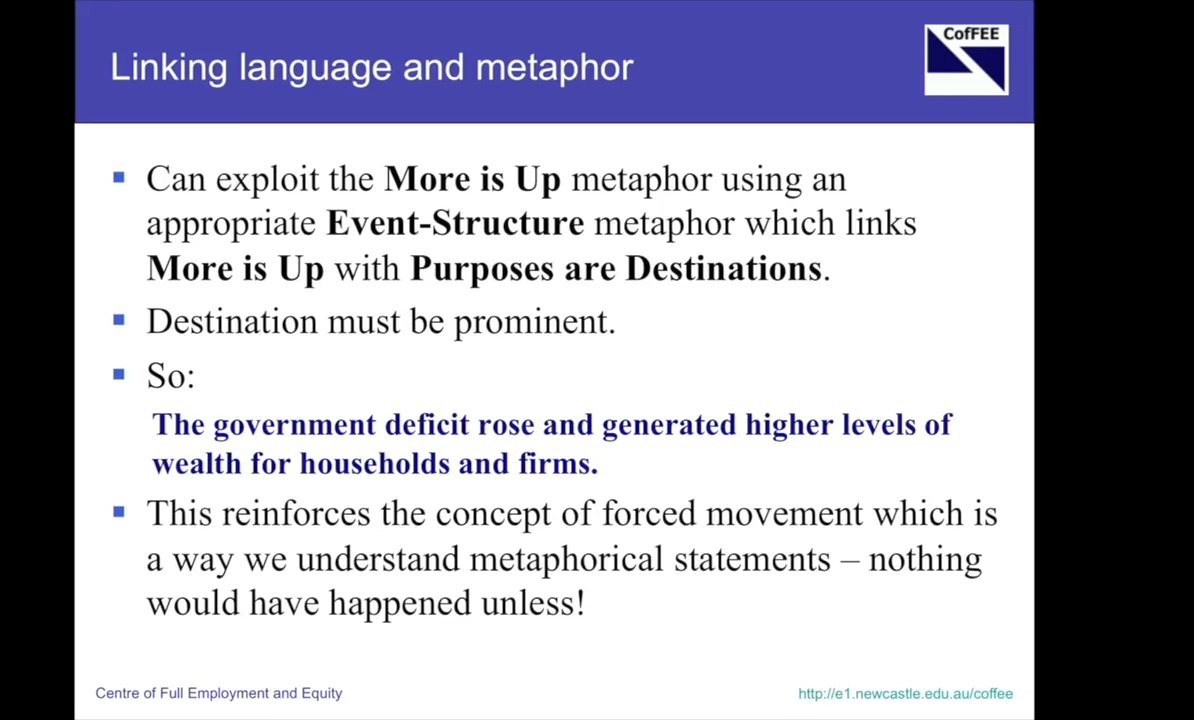 Linking language and metaphor
CofFEE
Can exploit the More is Up metaphor using an
appropriate Event-Structure metaphor which links
More is Up with Purposes are Destinations.
Destination must be prominent.
So:
The government deficit rose and generated higher levels of
wealth for households and firms.
This reinforces the concept of forced movement which is
a way we understand metaphorical statements – nothing
would have happened unless!
Centre of Full Employment and Equity
http://e1.newcastle.edu.au/coffee